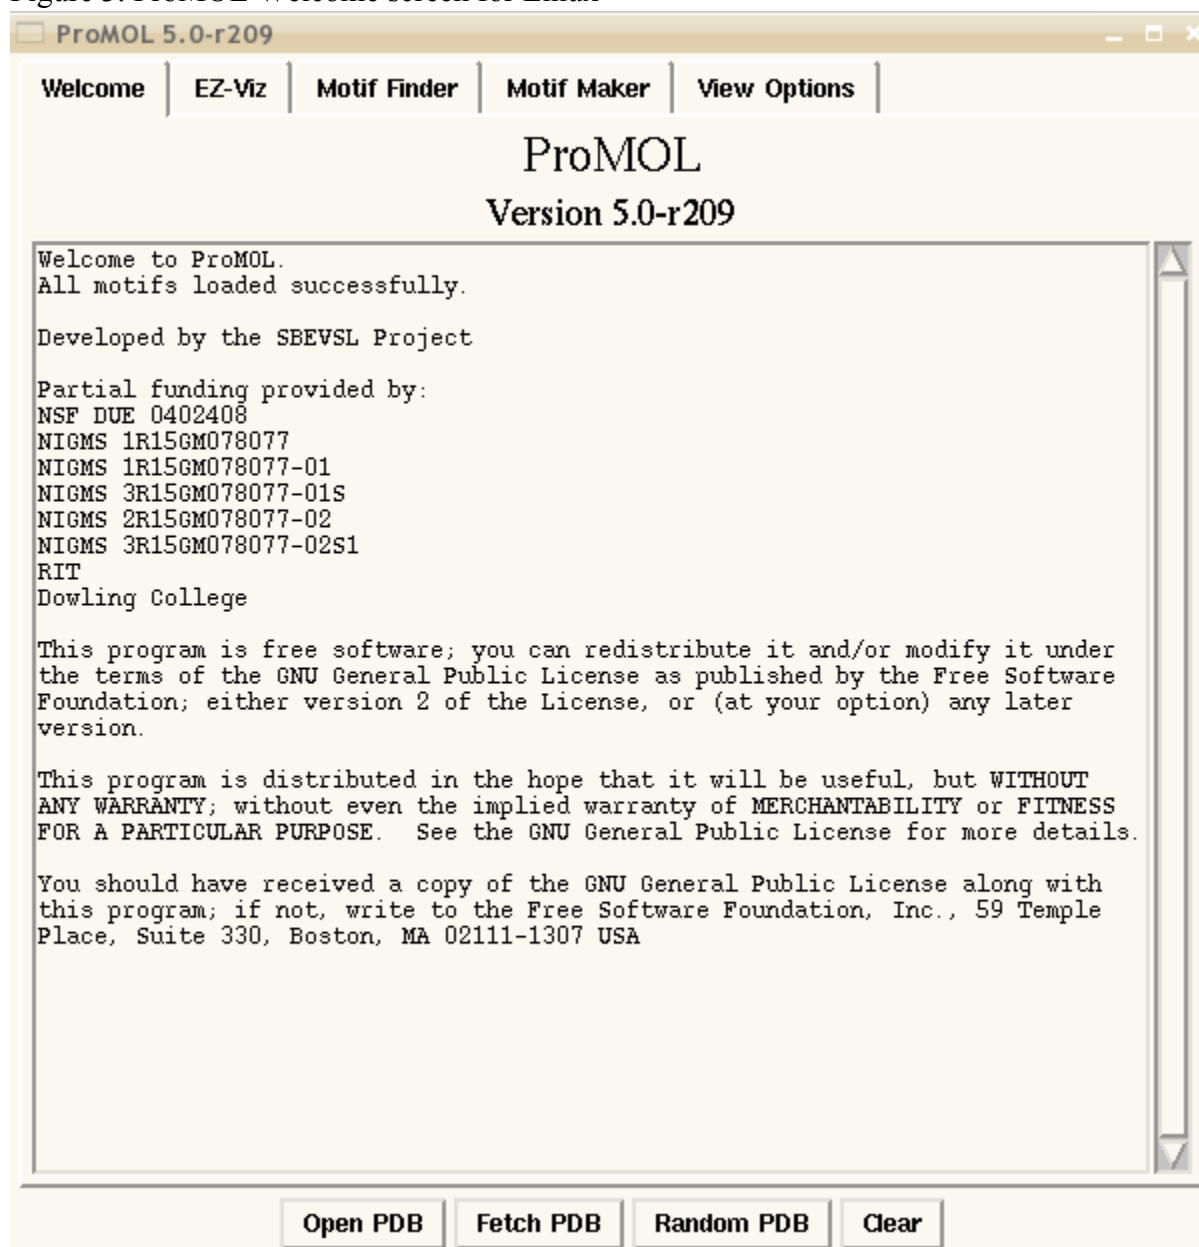 Figure 3. ProMOL Welcome screen for Linux
ProMOL 5.0-r209
Welcome EZ-Viz Motif Finder Motif Maker View Options
ProMOL
Version 5.0-r209
Welcome to ProMOL.
All motifs loaded successfully.
Developed by the SBEVSL Project
Partial funding provided by:
NSF DUE 0402408
NIGMS 1R15GM078077
NIGMS 1R15GM078077-01
NIGMS 3R15GM078077-01S
NIGMS 2R15GM078077-02
NIGMS 3R15GM078077-02S1
RIT
Dowling College
This program is free software; you can redistribute it and/or modify it under
the terms of the GNU General Public License as published by the Free Software
Foundation; either version 2 of the License, or (at your option) any later
version.
This program is distributed in the hope that it will be useful, but WITHOUT
ANY WARRANTY; without even the implied warranty of MERCHANTABILITY or FITNESS
FOR A PARTICULAR PURPOSE.  See the GNU General Public License for more details.
You should have received a copy of the GNU General Public License along with
this program; if not, write to the Free Software Foundation, Inc., 59 Temple
Place, Suite 330, Boston, MA 02111-1307 USA
Open PDB Fetch PDB Random PDB Clear